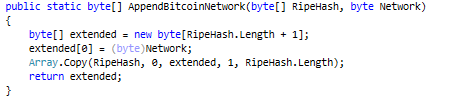 public static byte[] AppendBitcoinNetwork(byte[] RipeHash, byte Network)
{
    byte[] extended = new byte[RipeHash.Length + 1];
    extended[0] = (byte)Network;
    Array.Copy(RipeHash, 0, extended, 1, RipeHash.Length);
    return extended;
}